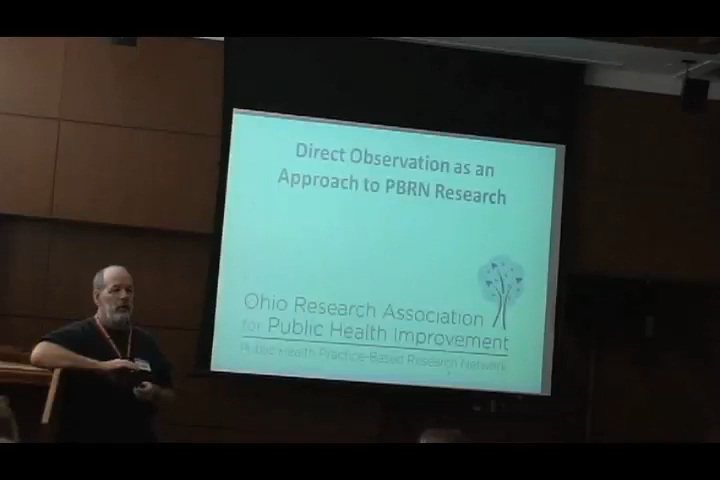 Direct Observation as an
Approach to PBRN Research
Ohio Research Association
for Public Health Improvement
Public Health Practice-Based Research Network